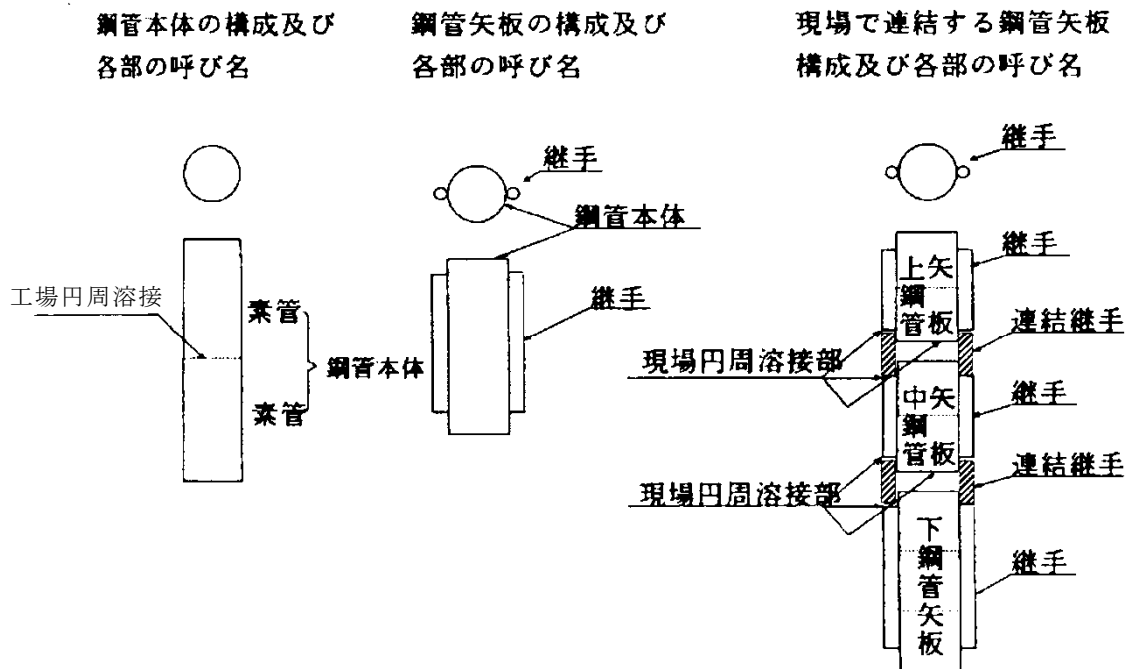 鋼管本体の構成及び
各部の呼び名
鋼管矢板の構成及び
各部の呼び名
現場で連結する鋼管矢板
構成及び各部の呼び名
工場円周溶接
素管
鋼管本体
素管
継手
鋼管本体
継手
継手
継手
上鋼管矢板
連結継手
現場円周溶接部
中鋼管矢板
継手
連結継手
現場円周溶接部
下鋼管矢板
継手